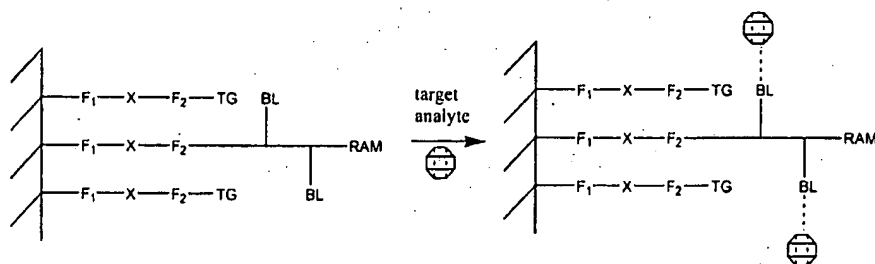 F₁—X—F₂—TG
BL
F₁—X—F₂
RAM
F₁—X—F₂—TG
BL
target
analyte
F₁—X—F₂—TG
BL
F₁—X—F₂
RAM
F₁—X—F₂—TG
BL